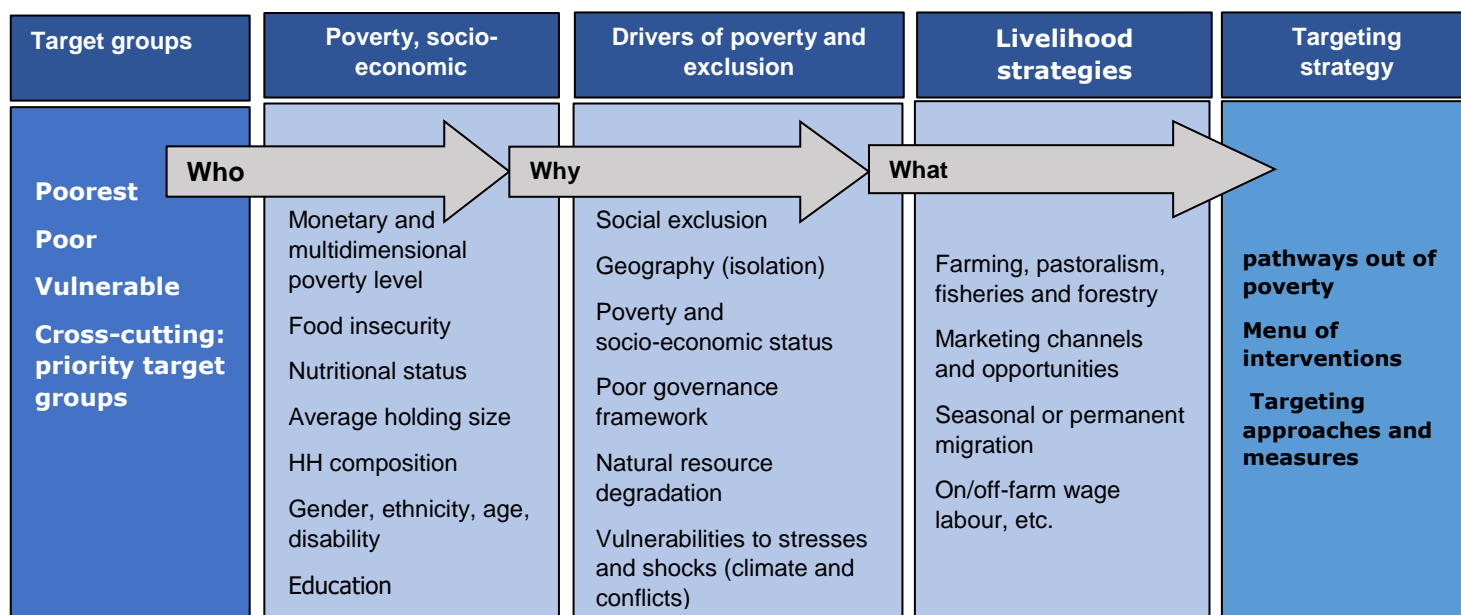 Target groups
Poverty, socio-
economic
Drivers of poverty and
exclusion
Livelihood
strategies
Targeting
strategy
Who
Why
What
Poorest
Poor
Vulnerable
Cross-cutting:
priority target
groups
Monetary and
multidimensional
poverty level
Food insecurity
Nutritional status
Average holding size
HH composition
Gender, ethnicity, age,
disability
Education
Social exclusion
Geography (isolation)
Poverty and
socio-economic status
Poor governance
framework
Natural resource
degradation
Vulnerabilities to stresses
and shocks (climate and
conflicts)
Farming, pastoralism,
fisheries and forestry
Marketing channels
and opportunities
Seasonal or permanent
migration
On/off-farm wage
labour, etc.
pathways out of
poverty
Menu of
interventions
Targeting
approaches and
measures